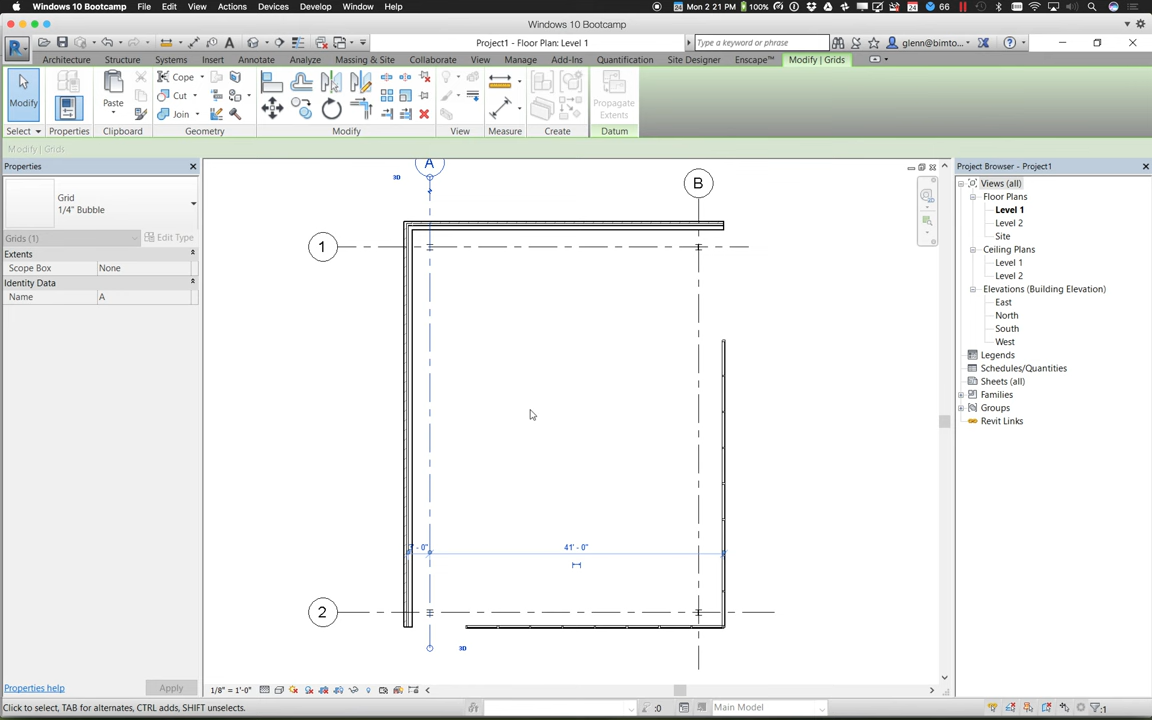 Windows 10 Bootcamp File Edit View Actions Devices Develop Window Help
24 Mon 2 4:21 PM 100% 24 66
Windows 10 Bootcamp
Project1 - Floor Plan: Level 1
Type a keyword or phrase
glenn@bimto...
R
Architecture Structure Systems Insert Annotate Analyze Massing & Site Collaborate View Manage Add-Ins Quantification Site Designer Enscape™ Modify | Grids
Modify
Paste
Cope
Cut
Join
Propagate
Extents
Select Properties Clipboard Geometry Modify View Measure Create Datum
Modify | Grids
Properties
Grid
1/4" Bubble
Grids (1)
Edit Type
Extents
Scope Box None
Identity Data
Name A
Properties help
Apply
A
3D
B
1
41' - 0"
2
3D
1/8" = 1'-0"
Project Browser - Project1
Views (all)
Floor Plans
Level 1
Level 2
Site
Ceiling Plans
Level 1
Level 2
Elevations (Building Elevation)
East
North
South
West
Legends
Schedules/Quantities
Sheets (all)
Families
Groups
Revit Links
Click to select, TAB for alternates, CTRL adds, SHIFT unselects.
:0
Main Model
:1